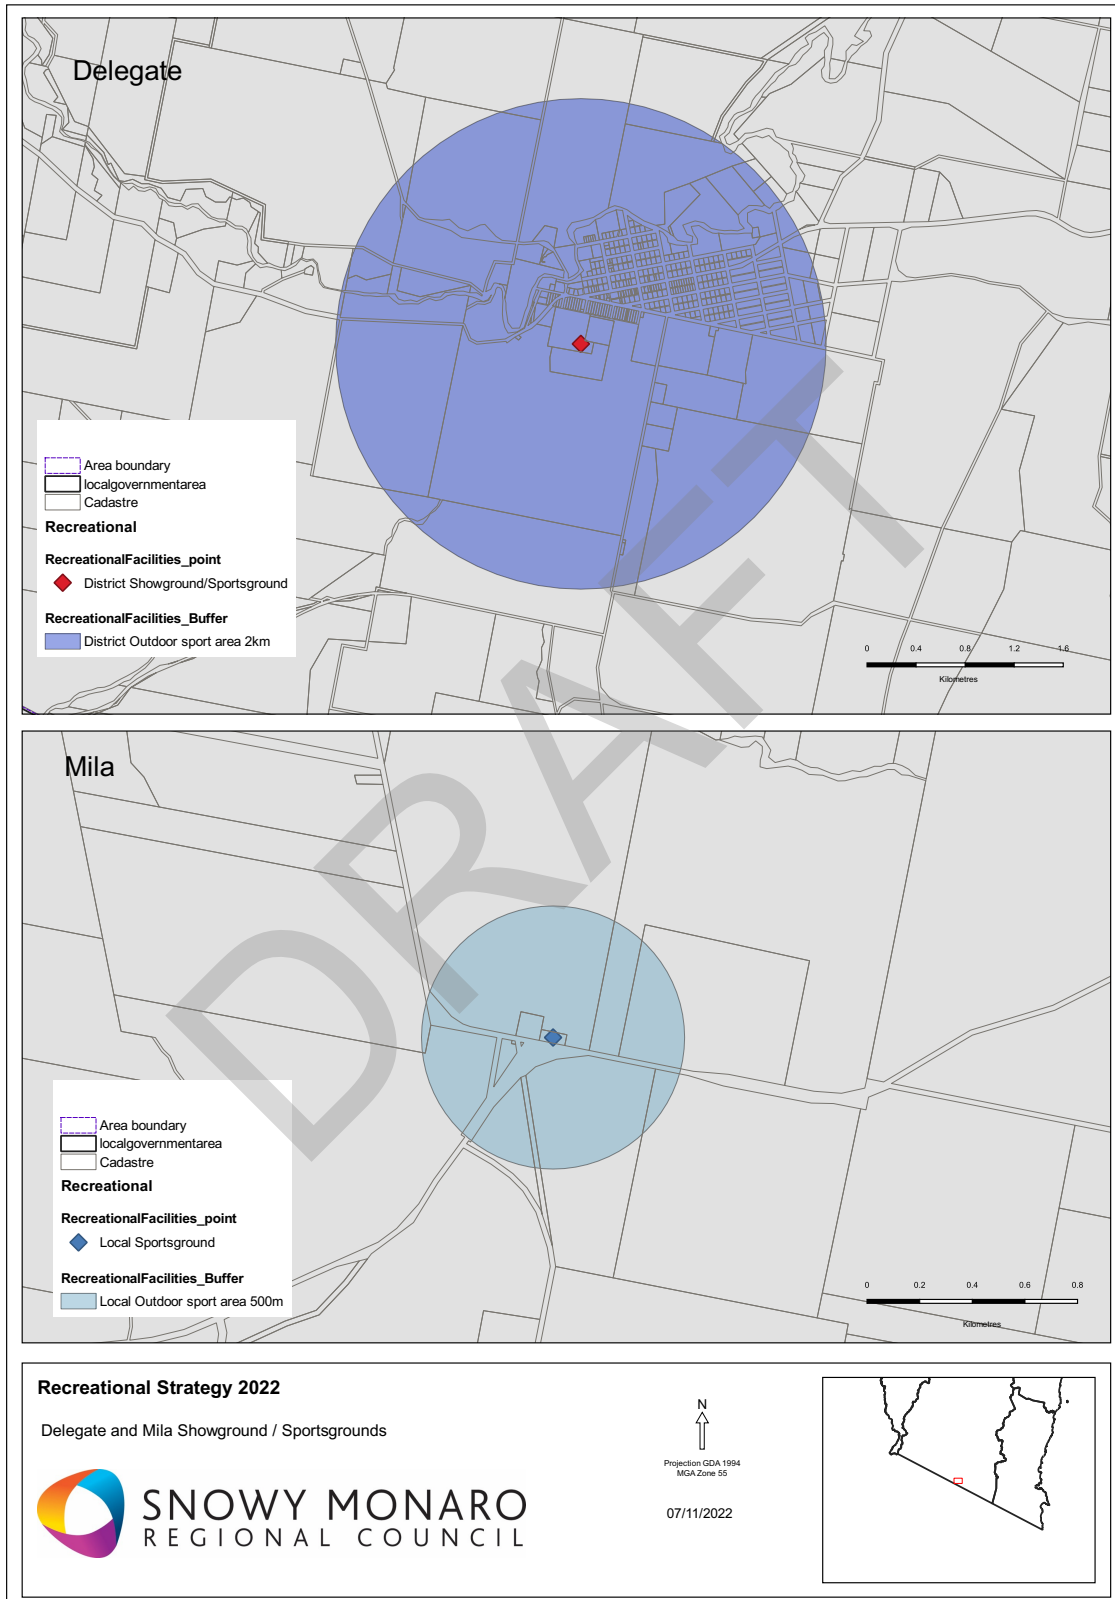 Delegate
Area boundary
localgovernmentarea
Cadastre
Recreational
RecreationalFacilities_point
District Showground/Sportsground
RecreationalFacilities_Buffer
District Outdoor sport area 2km
0 0.4 0.8 1.2 1.6
Kilometres
Mila
Area boundary
localgovernmentarea
Cadastre
Recreational
RecreationalFacilities_point
Local Sportsground
RecreationalFacilities_Buffer
Local Outdoor sport area 500m
0 0.2 0.4 0.6 0.8
Kilometres
DRAFT
Recreational Strategy 2022
Delegate and Mila Showground / Sportsgrounds
SNOWY MONARO
REGIONAL COUNCIL
N
Projection GDA 1994
MGA Zone 55
07/11/2022